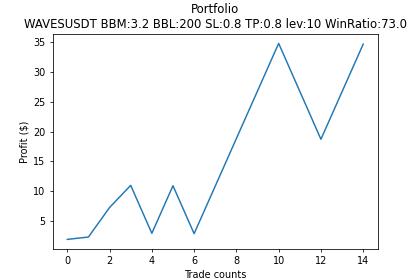 Portfolio
WAVESUSDT BBM:3.2 BBL:200 SL:0.8 TP:0.8 lev:10 WinRatio:73.0
35
30
25
20
15
10
5
Profit ($)
0 2 4 6 8 10 12 14
Trade counts